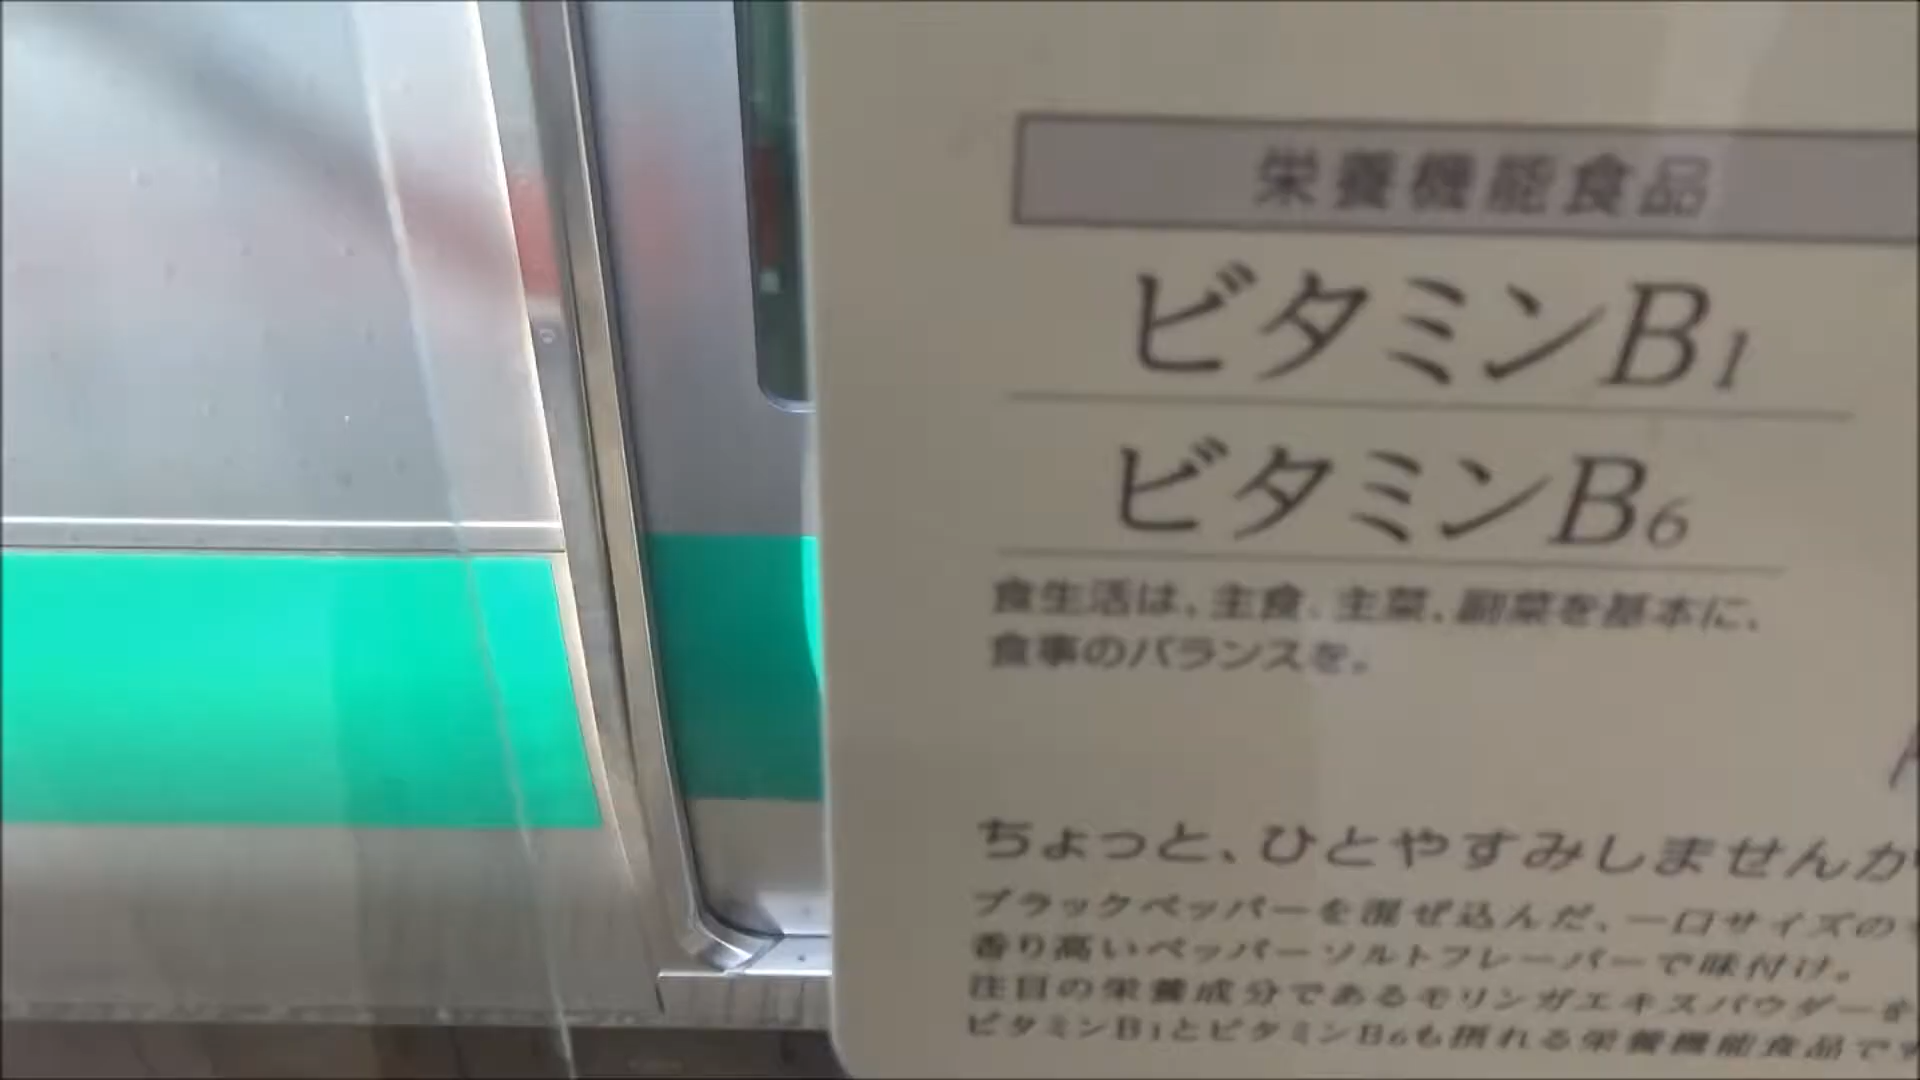 栄養機能食品
ビタミンB1
ビタミンB6
食生活は、主食、主菜、副菜を基本に、
食事のバランスを。
ちょっと、ひとやすみしませんか
ブラックペッパーを混ぜ込んだ、一口サイズの
香り高いペッパーソルトフレーバーで味付け。
注目の栄養成分であるモリンガエキスパウダーを
ビタミンB1とビタミンB6も摂れる栄養機能食品です